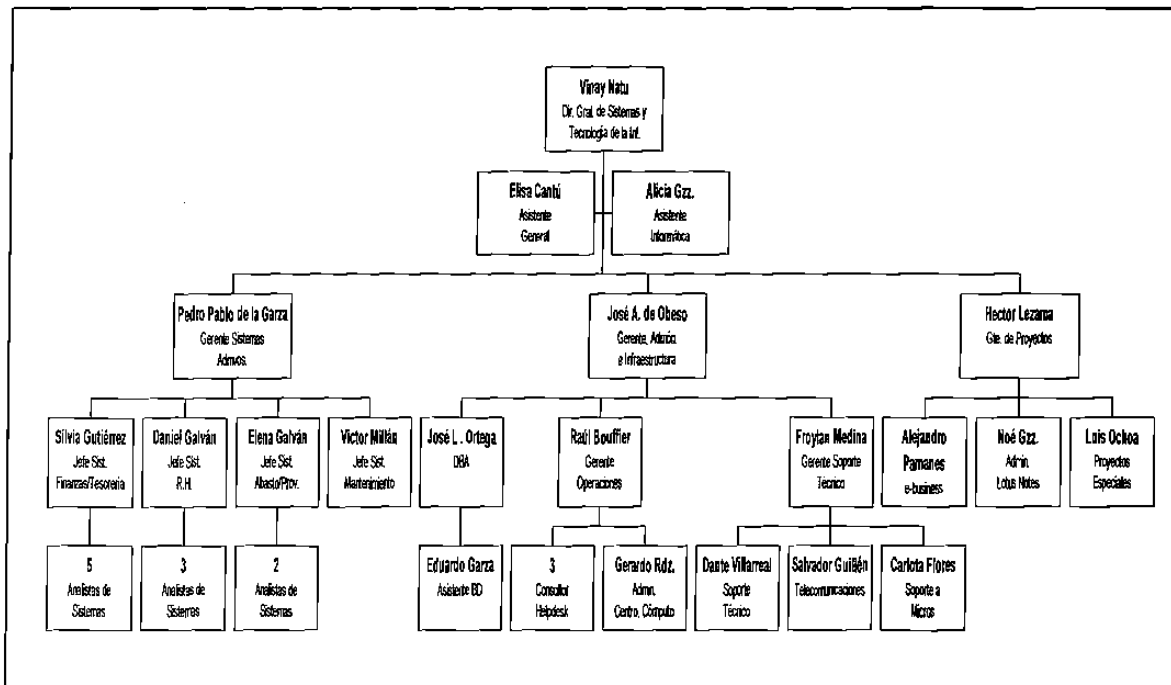 Vinay Natu
Dir. Gral. de Sistemas y
Tecnología de la Inf.
Elisa Cantú
Asistente
General
Alicia Gzz.
Asistente
Informática
Pedro Pablo de la Garza
Gerente Sistemas
Admvos.
José A. de Obeso
Gerente, Admón
e Infraestructura
Hector Lezama
Gte. de Proyectos
Silvia Gutiérrez
Jefe Sist.
Finanzas/Tesoreria
Daniel Galván
Jefe Sist.
R.H.
Elena Galván
Jefe Sist.
Abasto/Prov.
Victor Millán
Jefe Sist.
Mantenimiento
José L. Ortega
DBA
Raúl Bouffier
Gerente
Operaciones
Froylan Medina
Gerente Soporte
Técnico
Alejandro
Pamanes
e-business
Noé Gzz.
Admin.
Lotus Notes
Luis Ochoa
Proyectos
Especiales
5
Analistas de
Sistemas
3
Analistas de
Sistemas
2
Analistas de
Sistemas
Eduardo Garza
Asistente BD
3
Consultor
Helpdesk
Gerardo Rdz.
Admn.
Centro, Cómputo
Dante Villarreal
Soporte
Técnico
Salvador Guillén
Telecomunicaciones
Carlota Flores
Soporte a
Micros